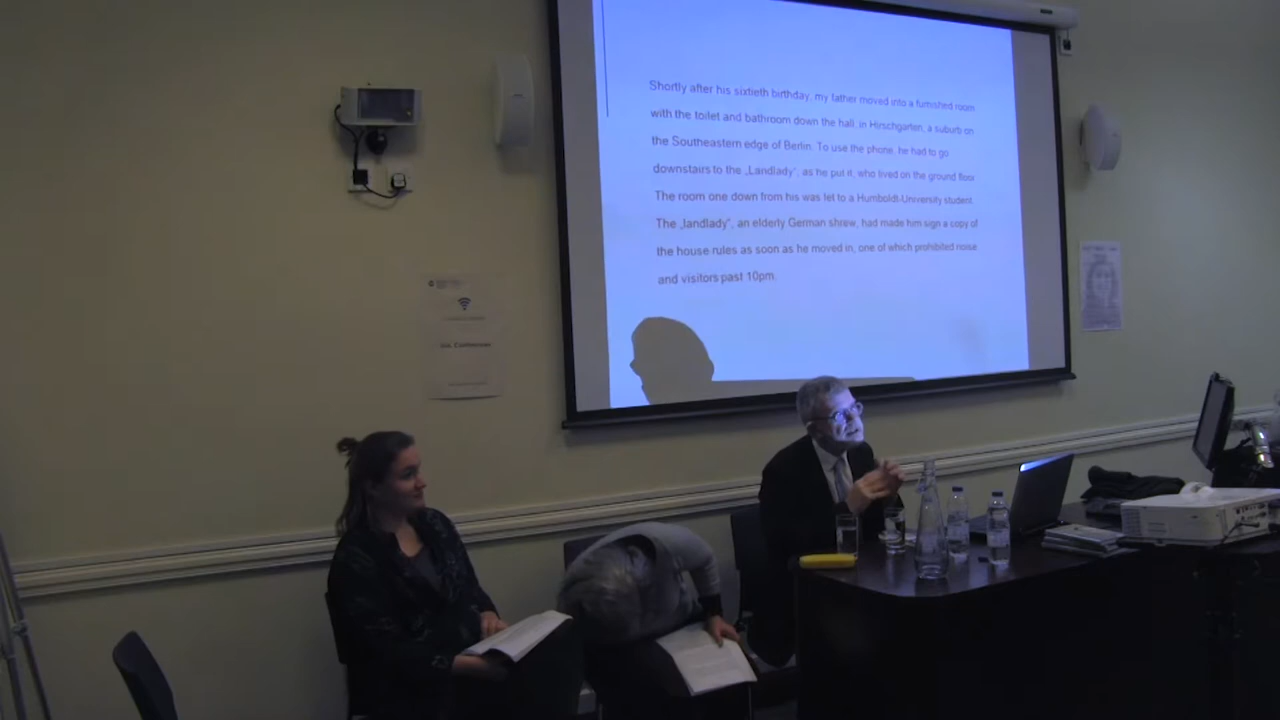 Shortly after his sixtieth birthday, my father moved into a furnished room
with the toilet and bathroom down the hall, in Hirschgarten, a suburb on
the Southeastern edge of Berlin. To use the phone, he had to go
downstairs to the „Landlady“, as he put it, who lived on the ground floor.
The room one down from his was let to a Humboldt-University student.
The „landlady“, an elderly German shrew, had made him sign a copy of
the house rules as soon as he moved in, one of which prohibited noise
and visitors past 10pm.